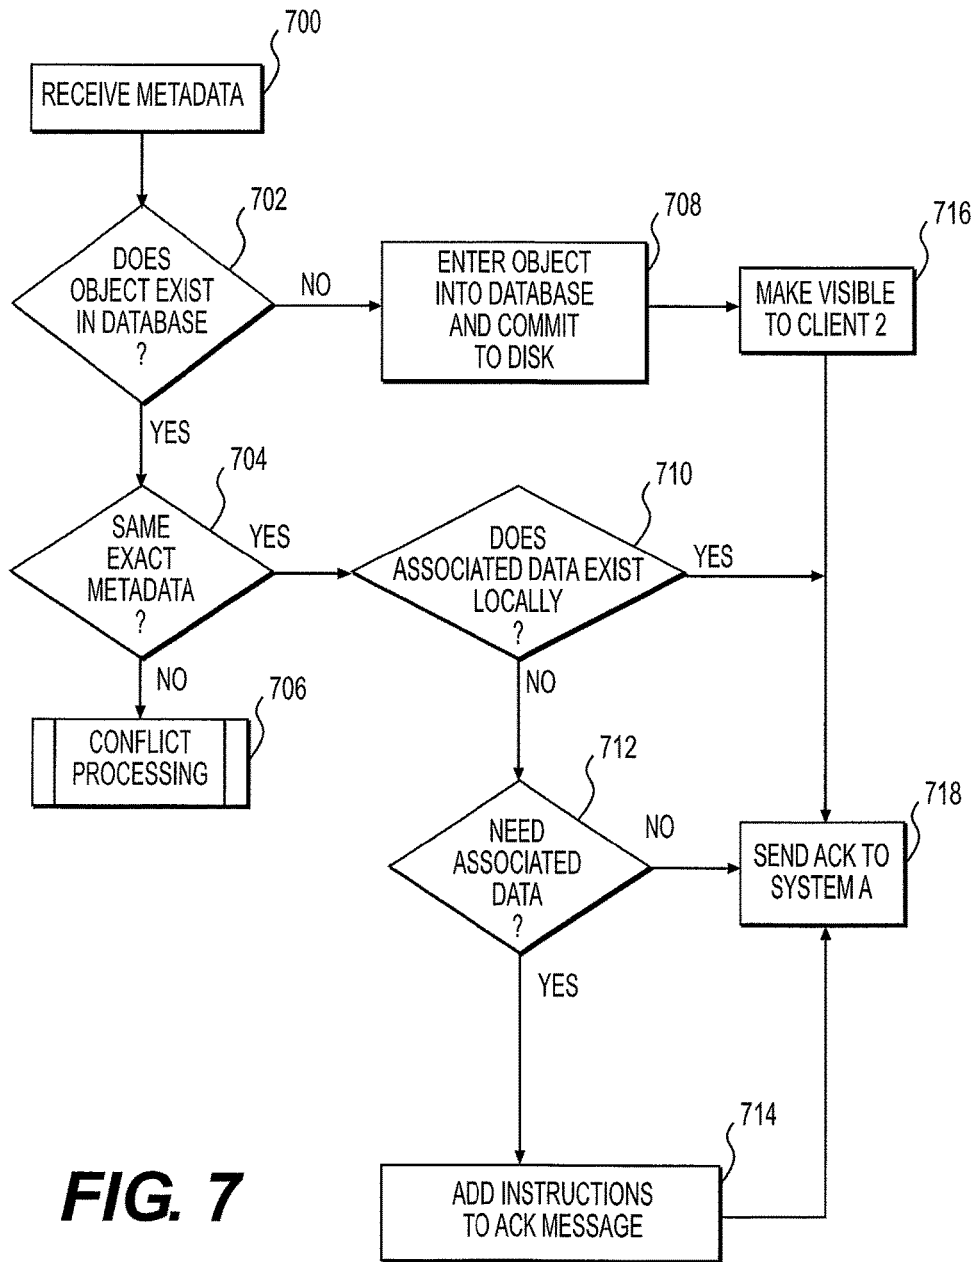 700
RECEIVE METADATA
702
DOES
OBJECT EXIST
IN DATABASE
?
NO
708
ENTER OBJECT
INTO DATABASE
AND COMMIT
TO DISK
716
MAKE VISIBLE
TO CLIENT 2
YES
704
SAME
EXACT
METADATA
?
YES
710
DOES
ASSOCIATED DATA EXIST
LOCALLY
?
YES
NO
706
CONFLICT
PROCESSING
NO
712
NEED
ASSOCIATED
DATA
?
NO
718
SEND ACK TO
SYSTEM A
YES
714
ADD INSTRUCTIONS
TO ACK MESSAGE
FIG. 7